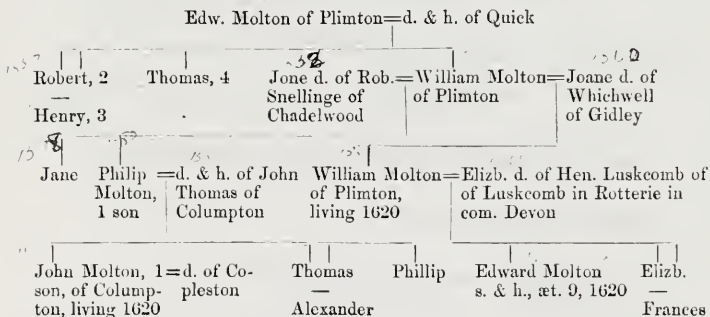 Edw. Molton of Plimton=d. & h. of Quick
Robert, 2 Thomas, 4 Jone d. of Rob.=William Molton=Joane d. of
— Snellinge of of Plimton Whichwell
Henry, 3 Chadelwood of Gidley
Jane Philip =d. & h. of John William Molton=Elizb. d. of Hen. Luskcomb of
Molton, Thomas of of Plimton, of Luskcomb in Rotterie in
1 son Columpton living 1620 com. Devon
John Molton, 1=d. of Co- Thomas Phillip Edward Molton Elizb.
son, of Colump- pleston — s. & h., æt. 9, 1620 —
ton, living 1620 Alexander Frances